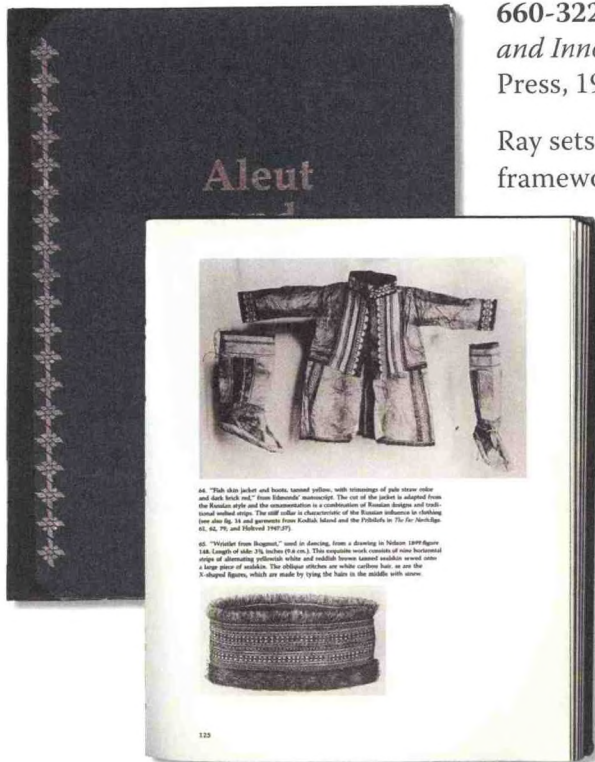 660-322
and Inno
Press, 19
Ray sets
framewo
Aleut
64. "Fish skin jacket and boots, tanned yellow, with trimmings of pale straw color
and dark brick red," from Edmonds' manuscript. The cut of the jacket is adapted from
the Russian style and the ornamentation is a combination of Russian designs and tradi-
tional welted strips. The stiff collar is characteristic of the Russian influence in clothing
(see also fig. 14 and garments from Kodiak Island and the Pribilofs in The Far North:figs.
61, 62, 79, and Holtved 1967:57).
65. "Wristlet from Ikogmut," used in dancing, from a drawing in Nelson 1899:figure
148. Length of side: 3¾ inches (9.6 cm.). This exquisite work consists of nine horizontal
strips of alternating yellowish white and reddish brown tanned sealskin sewed onto
a large piece of sealskin. The oblique stitches are white caribou hair, as are the
X-shaped figures, which are made by tying the hairs in the middle with sinew.
125